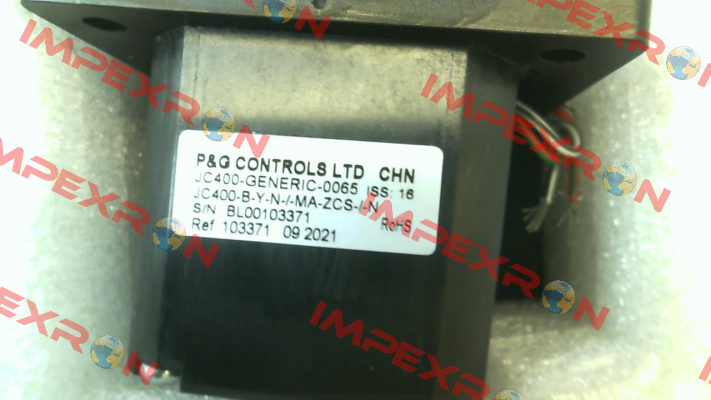 IMPEXRON
IMPEXRON
IMPEXRON
P&G CONTROLS LTD CHN
JC400-GENERIC-0065 ISS: 16
JC400-B-Y-N-/-MA-ZCS-/-N
S/N BL00103371
RoHS
Ref 103371 09 2021
IMPEXRON
IMPEXRON
IMPEXRON
IMPEXRON